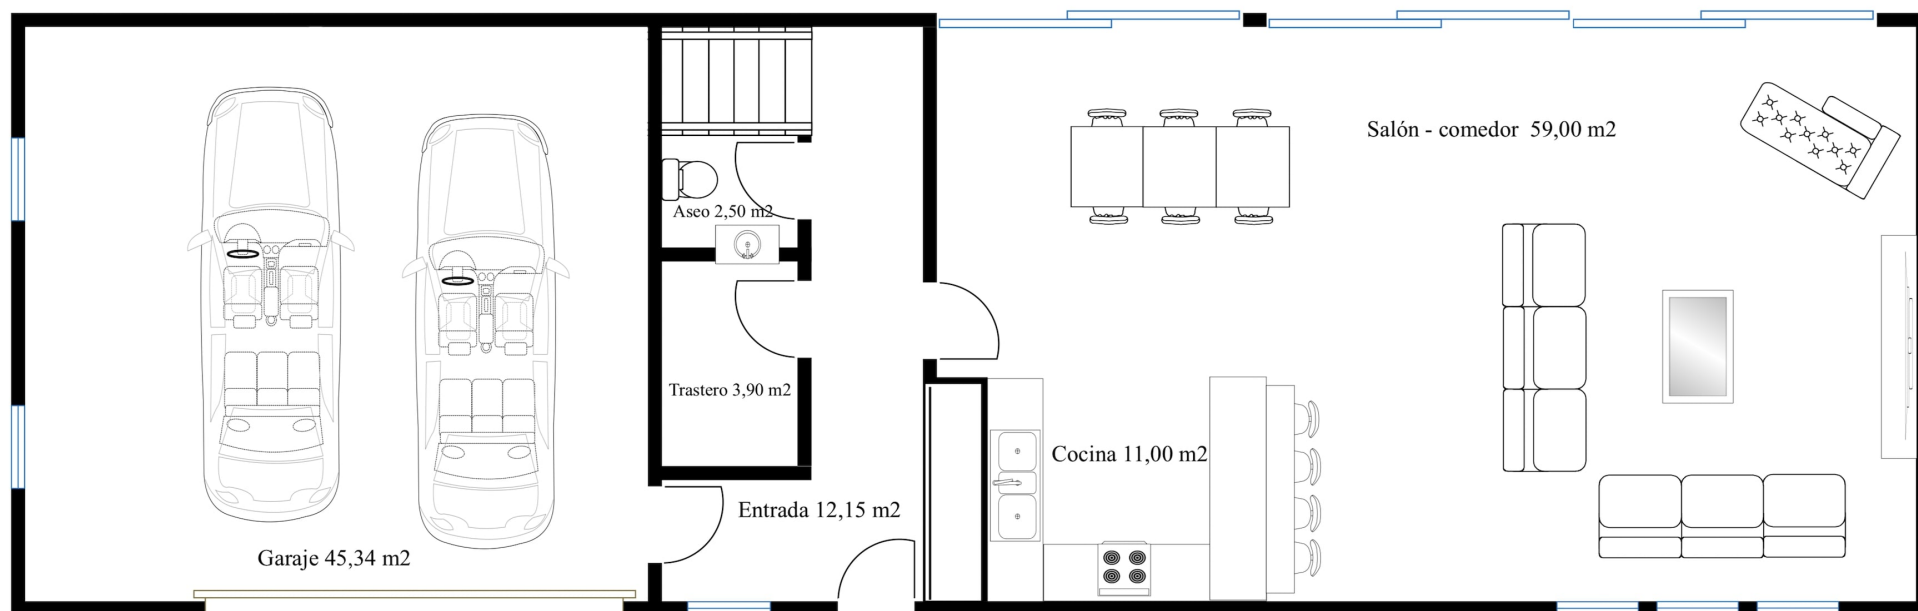 Salón - comedor  59,00 m2
Aseo 2,50 m2
Trastero 3,90 m2
Cocina 11,00 m2
Entrada 12,15 m2
Garaje 45,34 m2